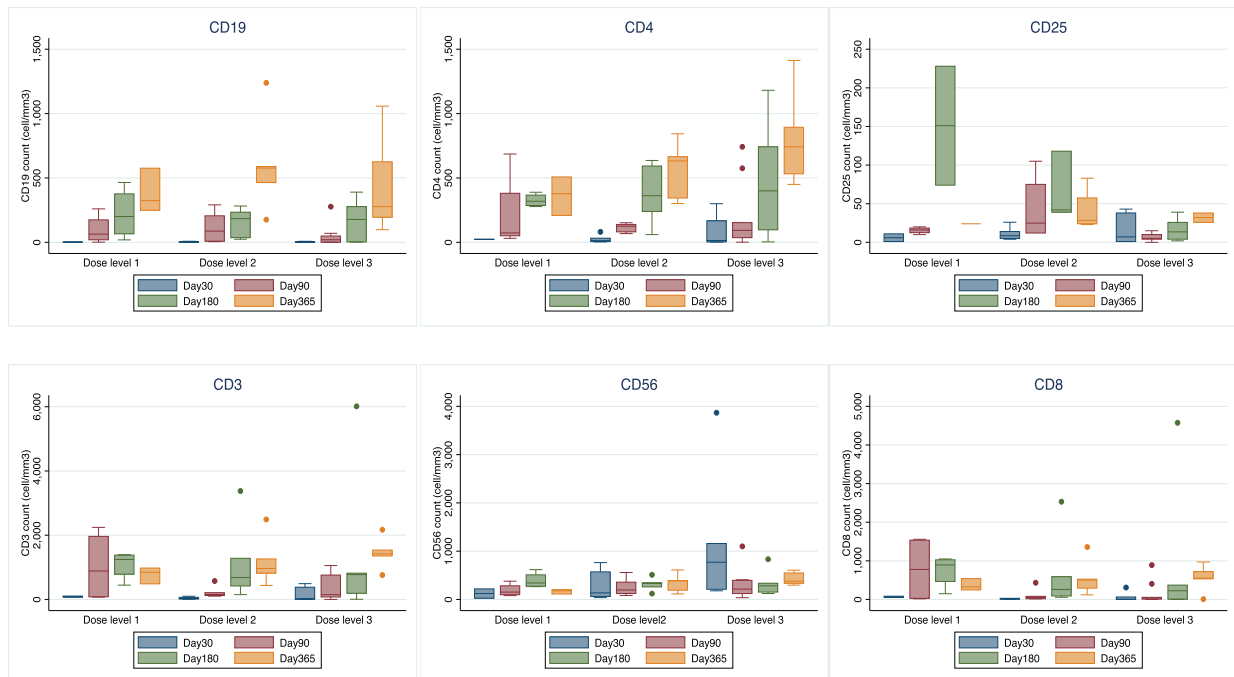 CD19
CD19 count (cell/mm3)
1,500
1,000
500
0
Dose level 1
Dose level 2
Dose level 3
Day30
Day90
Day180
Day365
CD4
CD4 count (cell/mm3)
1,500
1,000
500
0
Dose level 1
Dose level 2
Dose level 3
Day30
Day90
Day180
Day365
CD25
CD25 count (cell/mm3)
250
200
150
100
50
0
Dose level 1
Dose level 2
Dose level 3
Day30
Day90
Day180
Day365
CD3
CD3 count (cell/mm3)
6,000
4,000
2,000
0
Dose level 1
Dose level 2
Dose level 3
Day30
Day90
Day180
Day365
CD56
CD56 count (cell/mm3)
4,000
3,000
2,000
1,000
0
Dose level 1
Dose level2
Dose level 3
Day30
Day90
Day180
Day365
CD8
CD8 count (cell/mm3)
5,000
4,000
3,000
2,000
1,000
0
Dose level 1
Dose level 2
Dose level 3
Day30
Day90
Day180
Day365